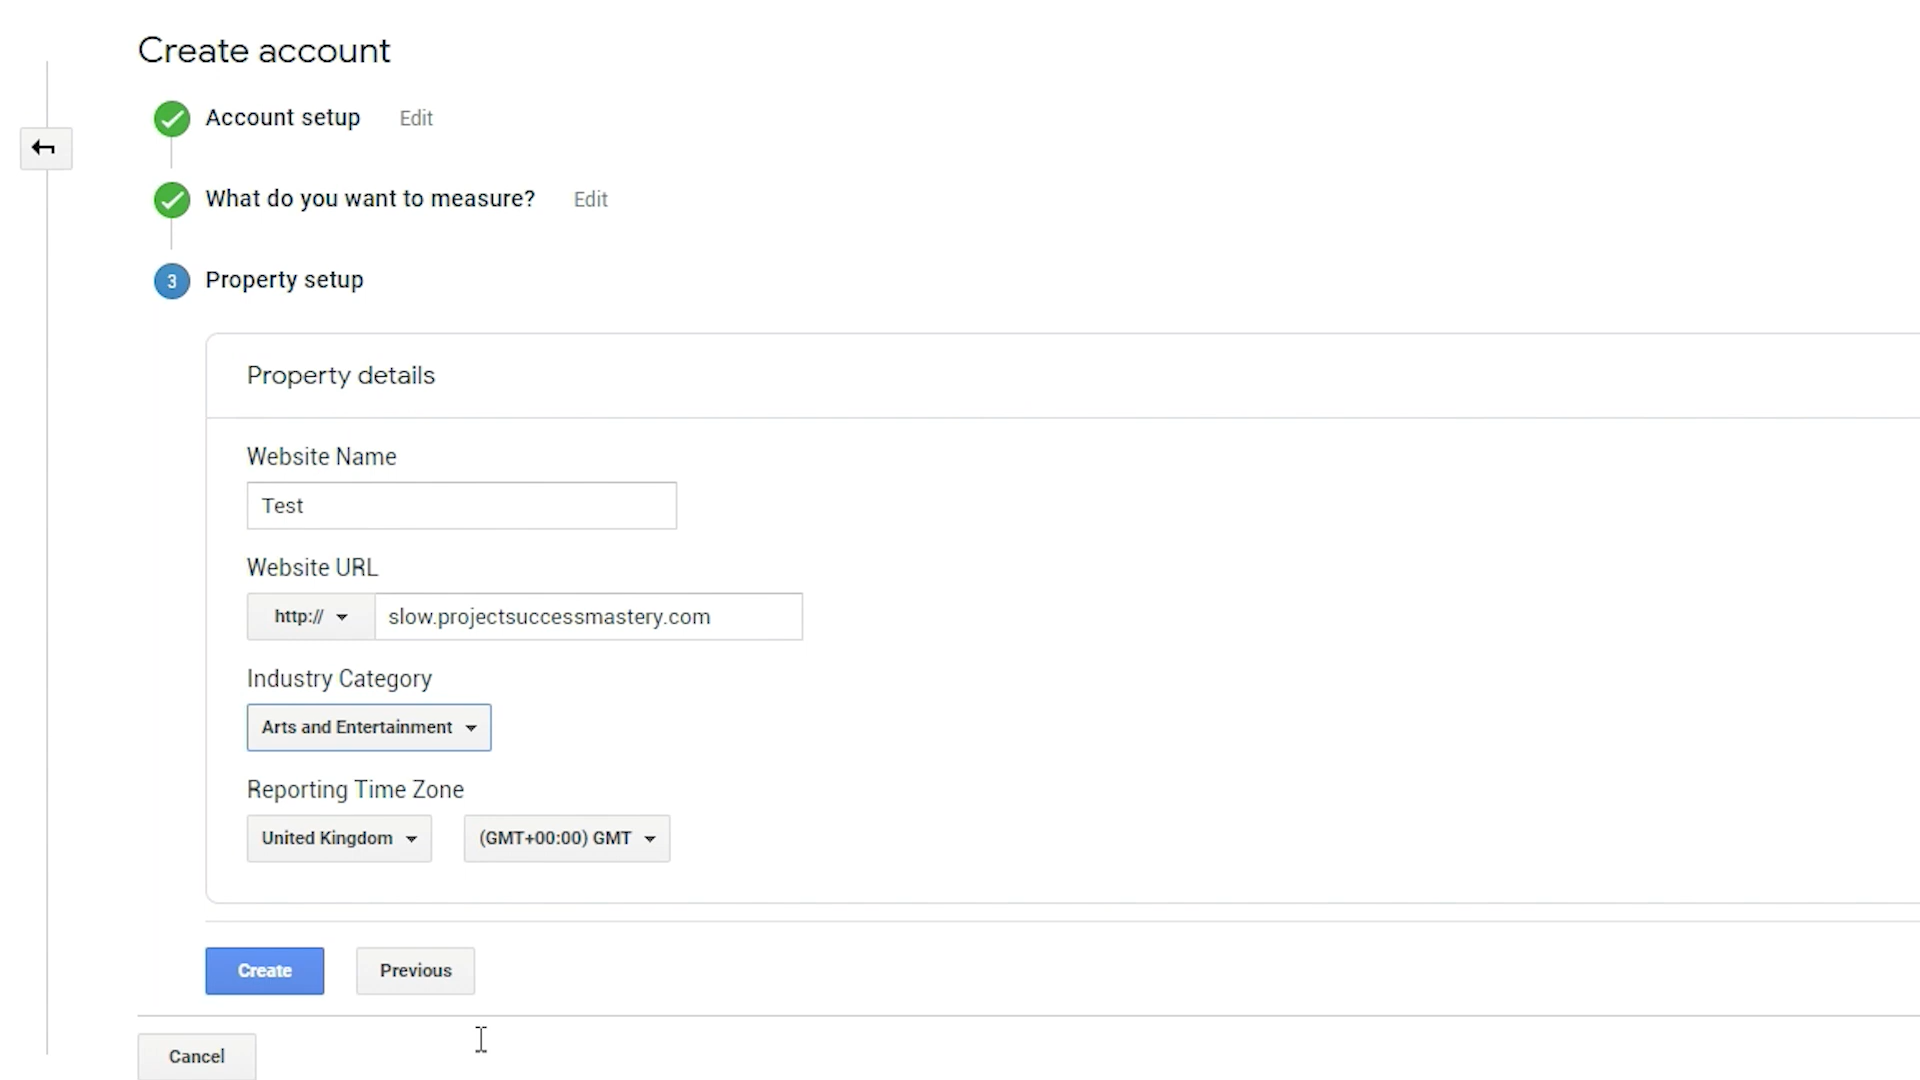 Create account
Account setup Edit
What do you want to measure? Edit
3 Property setup
Property details
Website Name
Test
Website URL
http:// slow.projectsuccessmastery.com
Industry Category
Arts and Entertainment
Reporting Time Zone
United Kingdom (GMT+00:00) GMT
Create Previous
Cancel